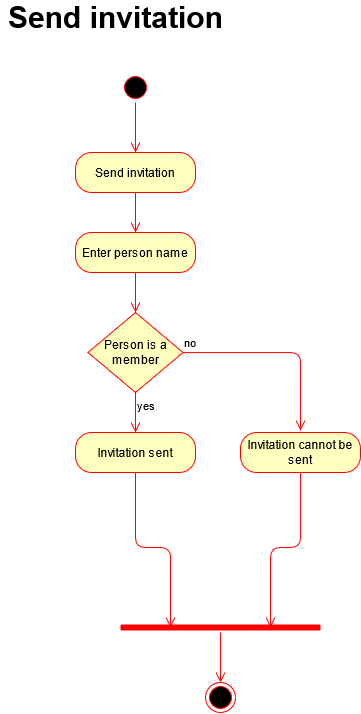 Send invitation
Send invitation
Enter person name
Person is a
member
no
yes
Invitation sent
Invitation cannot be
sent